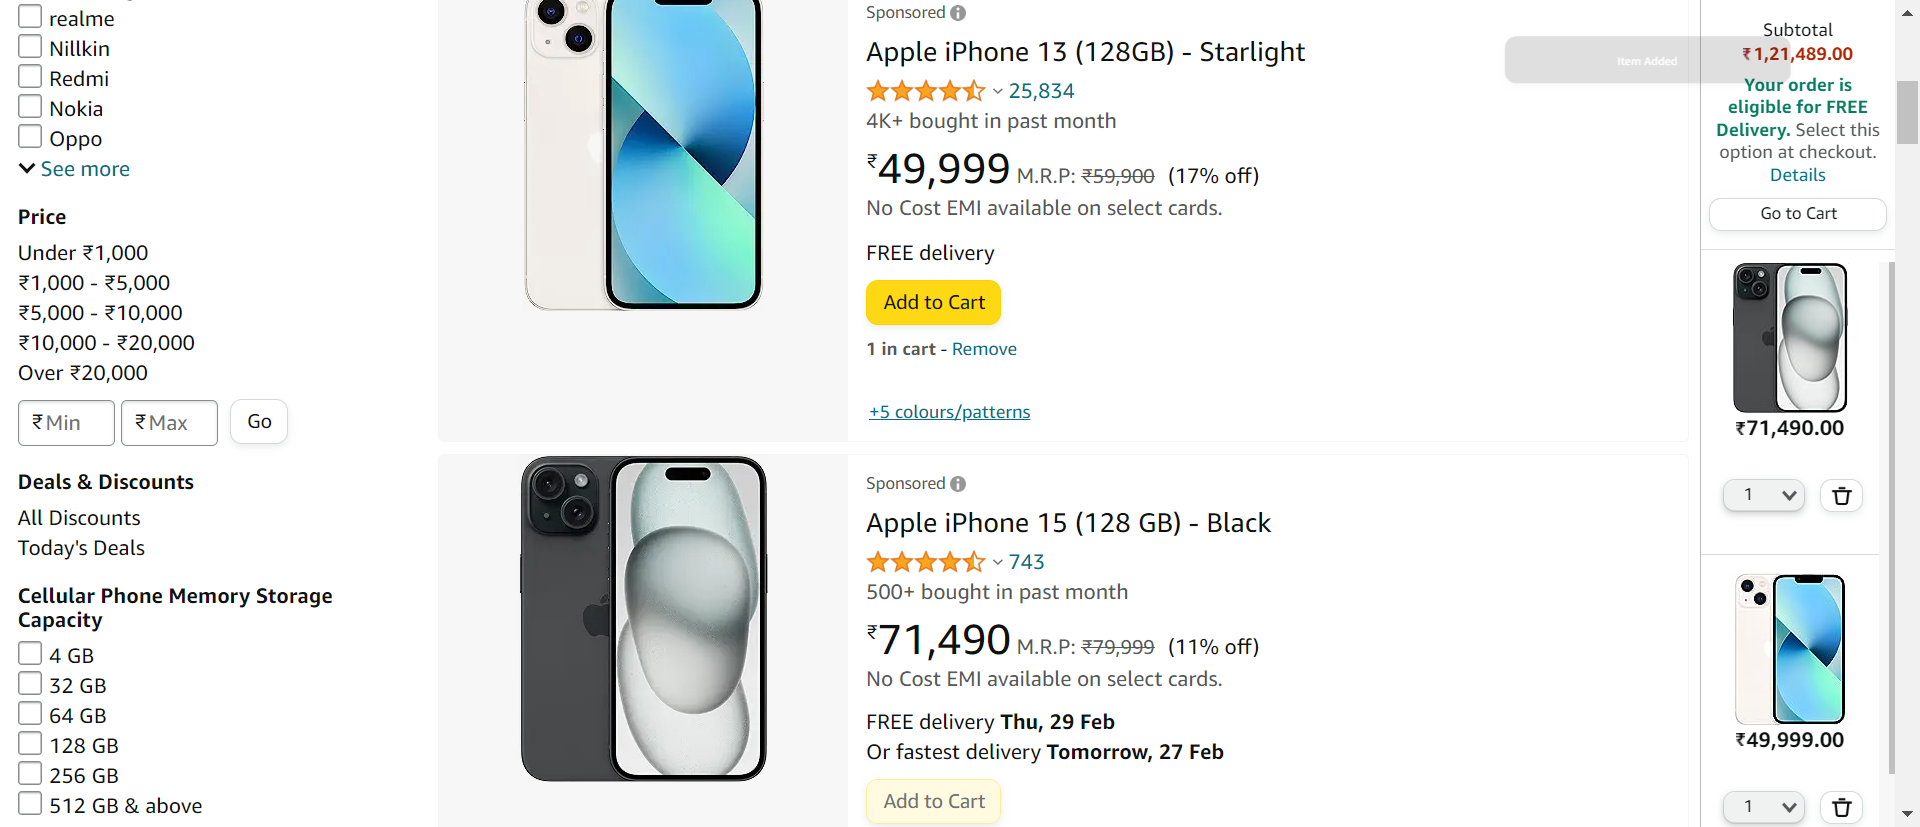 realme
Nillkin
Redmi
Nokia
Oppo
See more
Price
Under ₹1,000
₹1,000 - ₹5,000
₹5,000 - ₹10,000
₹10,000 - ₹20,000
Over ₹20,000
₹ Min ₹ Max Go
Deals & Discounts
All Discounts
Today's Deals
Cellular Phone Memory Storage
Capacity
4 GB
32 GB
64 GB
128 GB
256 GB
512 GB & above
Sponsored
Apple iPhone 13 (128GB) - Starlight
25,834
4K+ bought in past month
₹49,999 M.R.P: ₹59,900 (17% off)
No Cost EMI available on select cards.
FREE delivery
Add to Cart
1 in cart - Remove
+5 colours/patterns
Sponsored
Apple iPhone 15 (128 GB) - Black
743
500+ bought in past month
₹71,490 M.R.P: ₹79,999 (11% off)
No Cost EMI available on select cards.
FREE delivery Thu, 29 Feb
Or fastest delivery Tomorrow, 27 Feb
Add to Cart
Item Added
Subtotal
₹1,21,489.00
Your order is
eligible for FREE
Delivery. Select this
option at checkout.
Details
Go to Cart
₹71,490.00
1
₹49,999.00
1